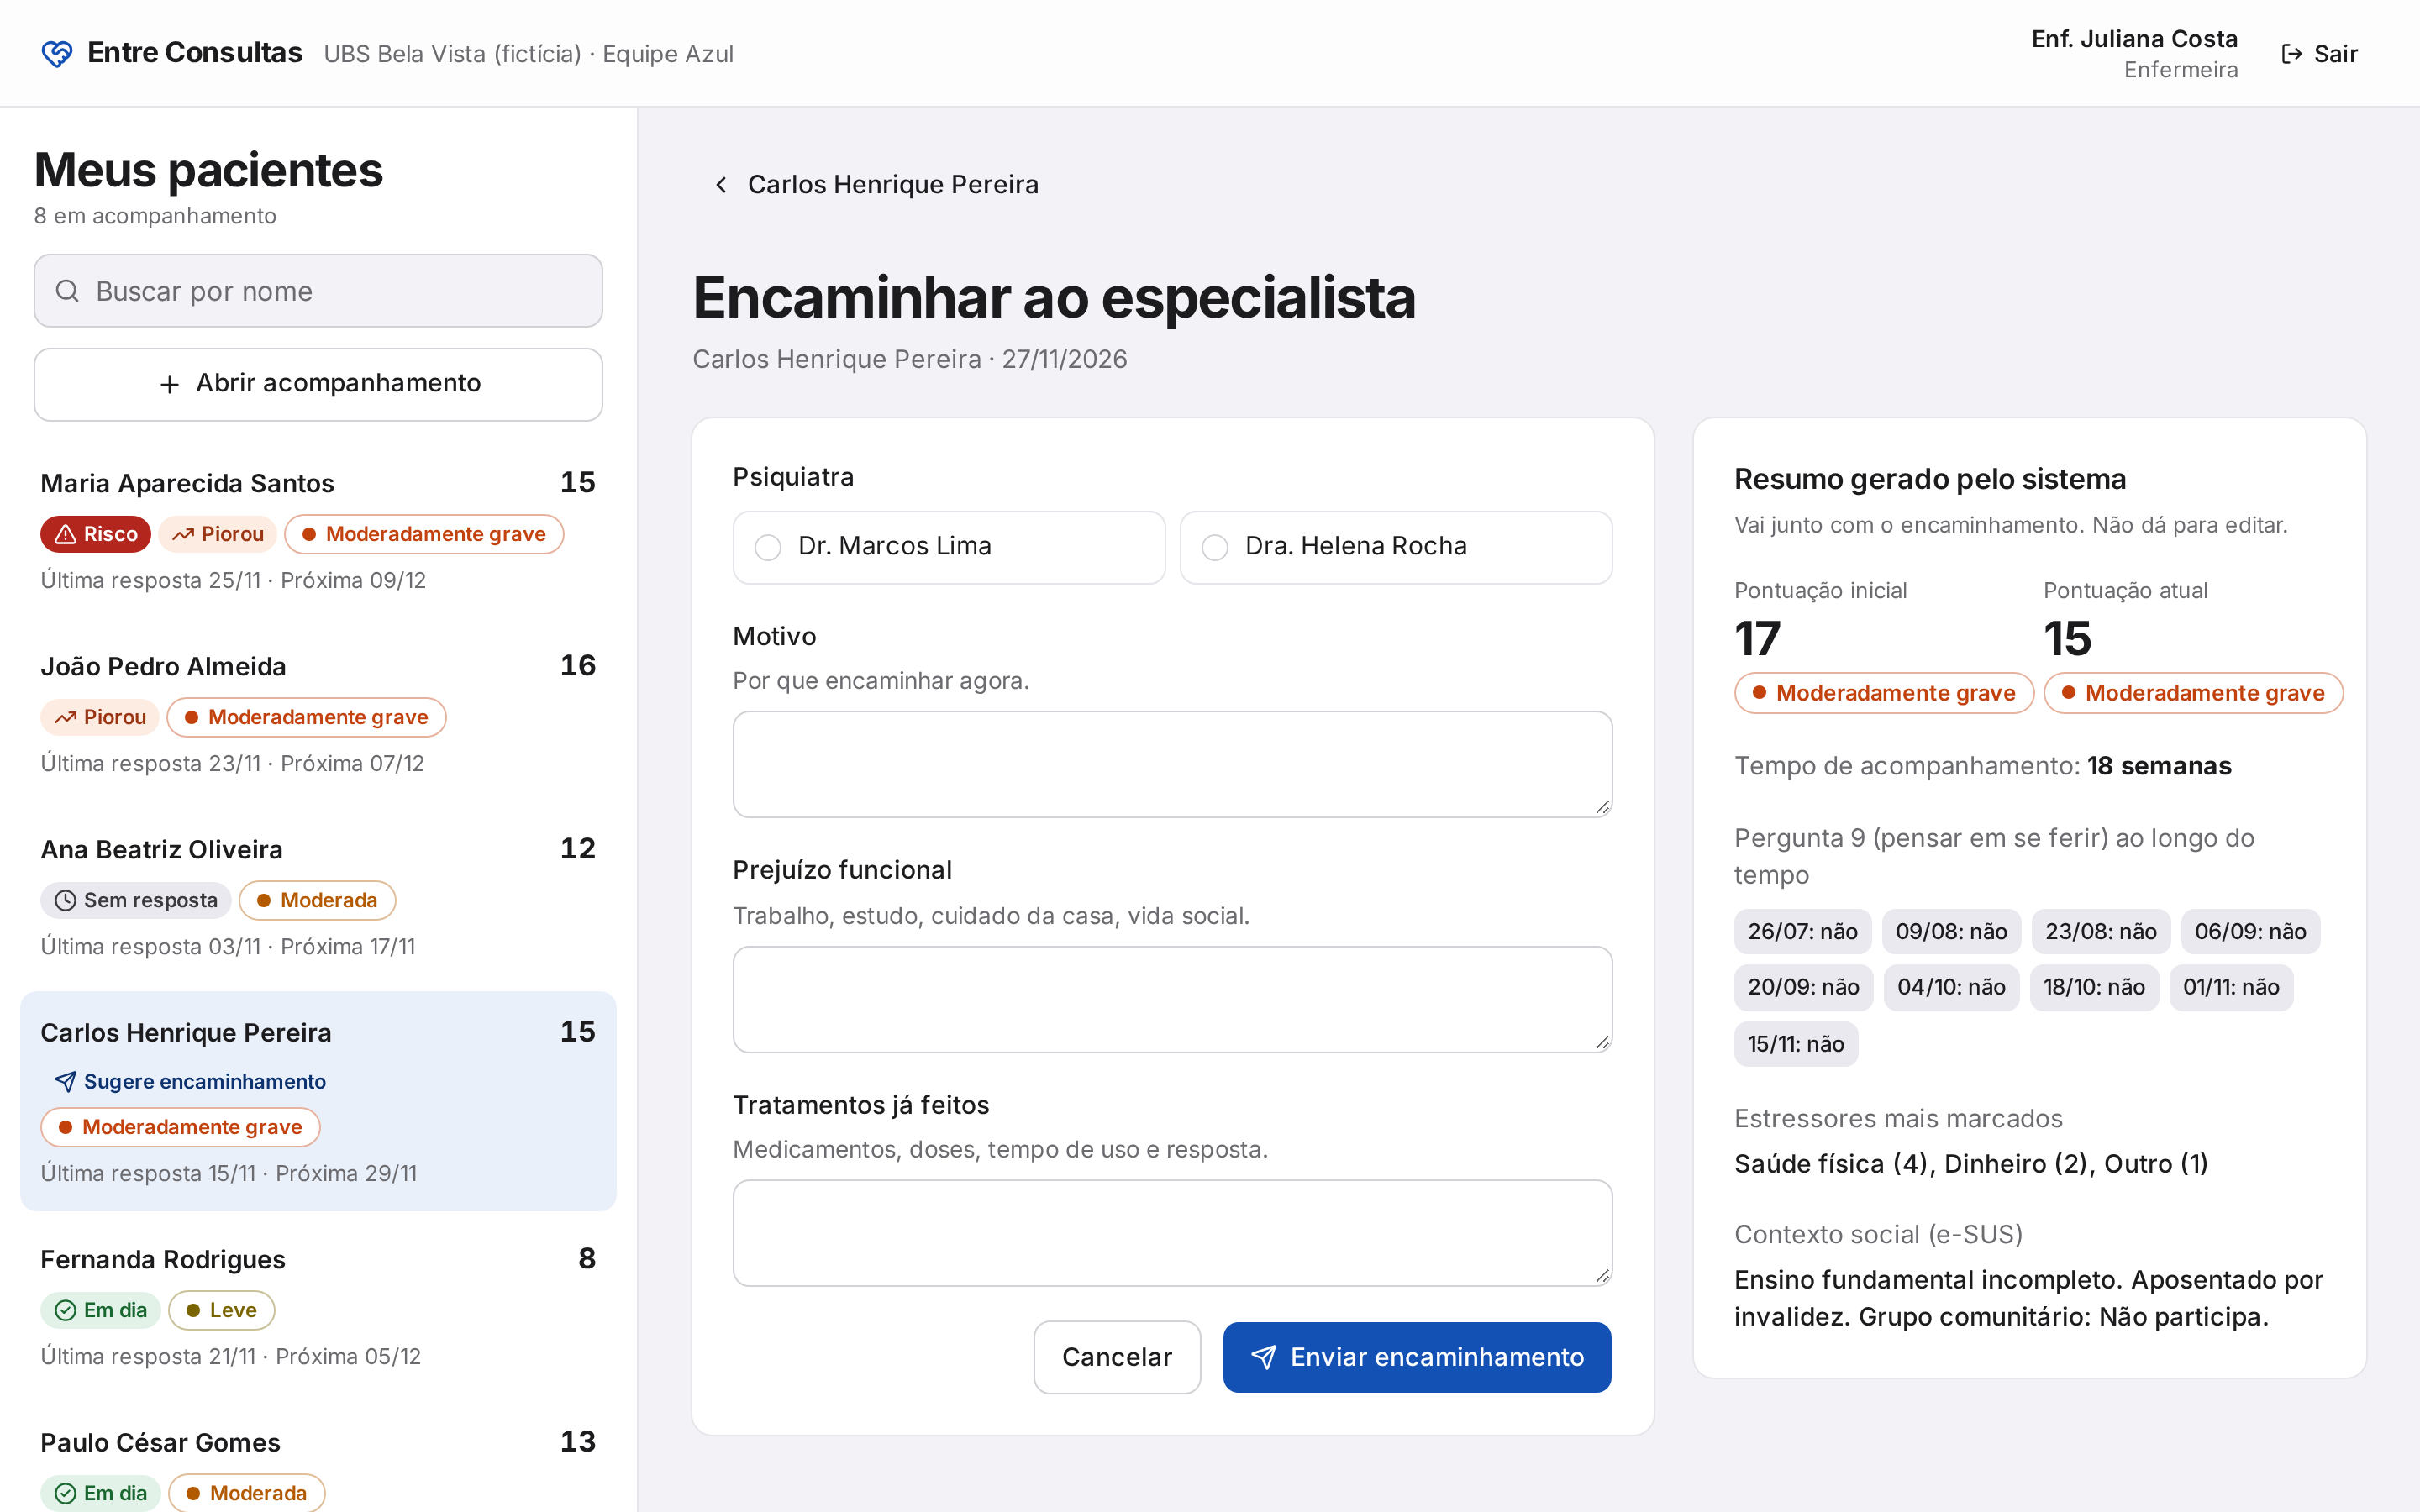 Entre Consultas
UBS Bela Vista (fictícia) · Equipe Azul
Enf. Juliana Costa
Enfermeira
Sair
Meus pacientes
8 em acompanhamento
Buscar por nome
Abrir acompanhamento
Maria Aparecida Santos 15
Risco Piorou Moderadamente grave
Última resposta 25/11 · Próxima 09/12
João Pedro Almeida 16
Piorou Moderadamente grave
Última resposta 23/11 · Próxima 07/12
Ana Beatriz Oliveira 12
Sem resposta Moderada
Última resposta 03/11 · Próxima 17/11
Carlos Henrique Pereira 15
Sugere encaminhamento
Moderadamente grave
Última resposta 15/11 · Próxima 29/11
Fernanda Rodrigues 8
Em dia Leve
Última resposta 21/11 · Próxima 05/12
Paulo César Gomes 13
Em dia Moderada
Carlos Henrique Pereira
Encaminhar ao especialista
Carlos Henrique Pereira · 27/11/2026
Psiquiatra
Dr. Marcos Lima Dra. Helena Rocha
Motivo
Por que encaminhar agora.
Prejuízo funcional
Trabalho, estudo, cuidado da casa, vida social.
Tratamentos já feitos
Medicamentos, doses, tempo de uso e resposta.
Cancelar Enviar encaminhamento
Resumo gerado pelo sistema
Vai junto com o encaminhamento. Não dá para editar.
Pontuação inicial Pontuação atual
17 15
Moderadamente grave Moderadamente grave
Tempo de acompanhamento: 18 semanas
Pergunta 9 (pensar em se ferir) ao longo do
tempo
26/07: não 09/08: não 23/08: não 06/09: não
20/09: não 04/10: não 18/10: não 01/11: não
15/11: não
Estressores mais marcados
Saúde física (4), Dinheiro (2), Outro (1)
Contexto social (e-SUS)
Ensino fundamental incompleto. Aposentado por
invalidez. Grupo comunitário: Não participa.